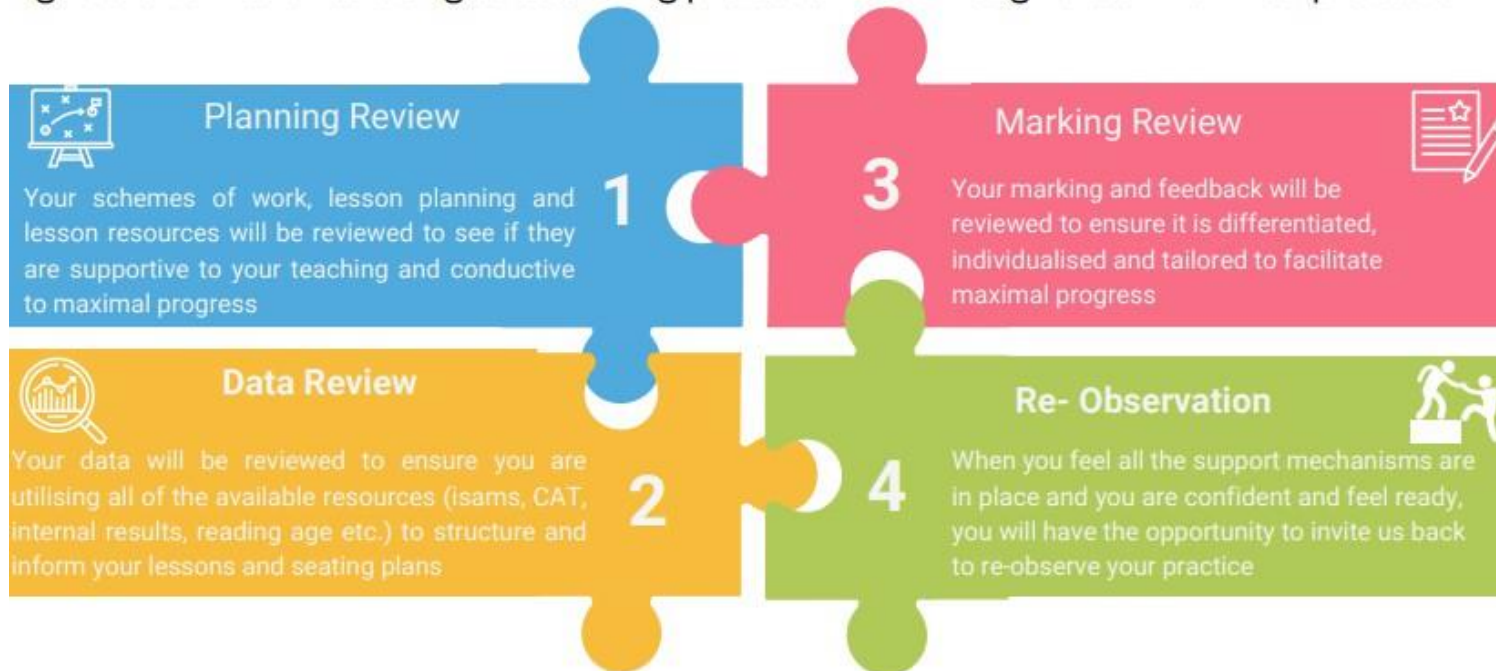 Planning Review
1
Your schemes of work, lesson planning and
lesson resources will be reviewed to see if they
are supportive to your teaching and conductive
to maximal progress
Data Review
2
Your data will be reviewed to ensure you are
utilising all of the available resources (isams, CAT,
internal results, reading age etc.) to structure and
inform your lessons and seating plans
Marking Review
3
Your marking and feedback will be
reviewed to ensure it is differentiated,
individualised and tailored to facilitate
maximal progress
Re- Observation
4
When you feel all the support mechanisms are
in place and you are confident and feel ready,
you will have the opportunity to invite us back
to re-observe your practice